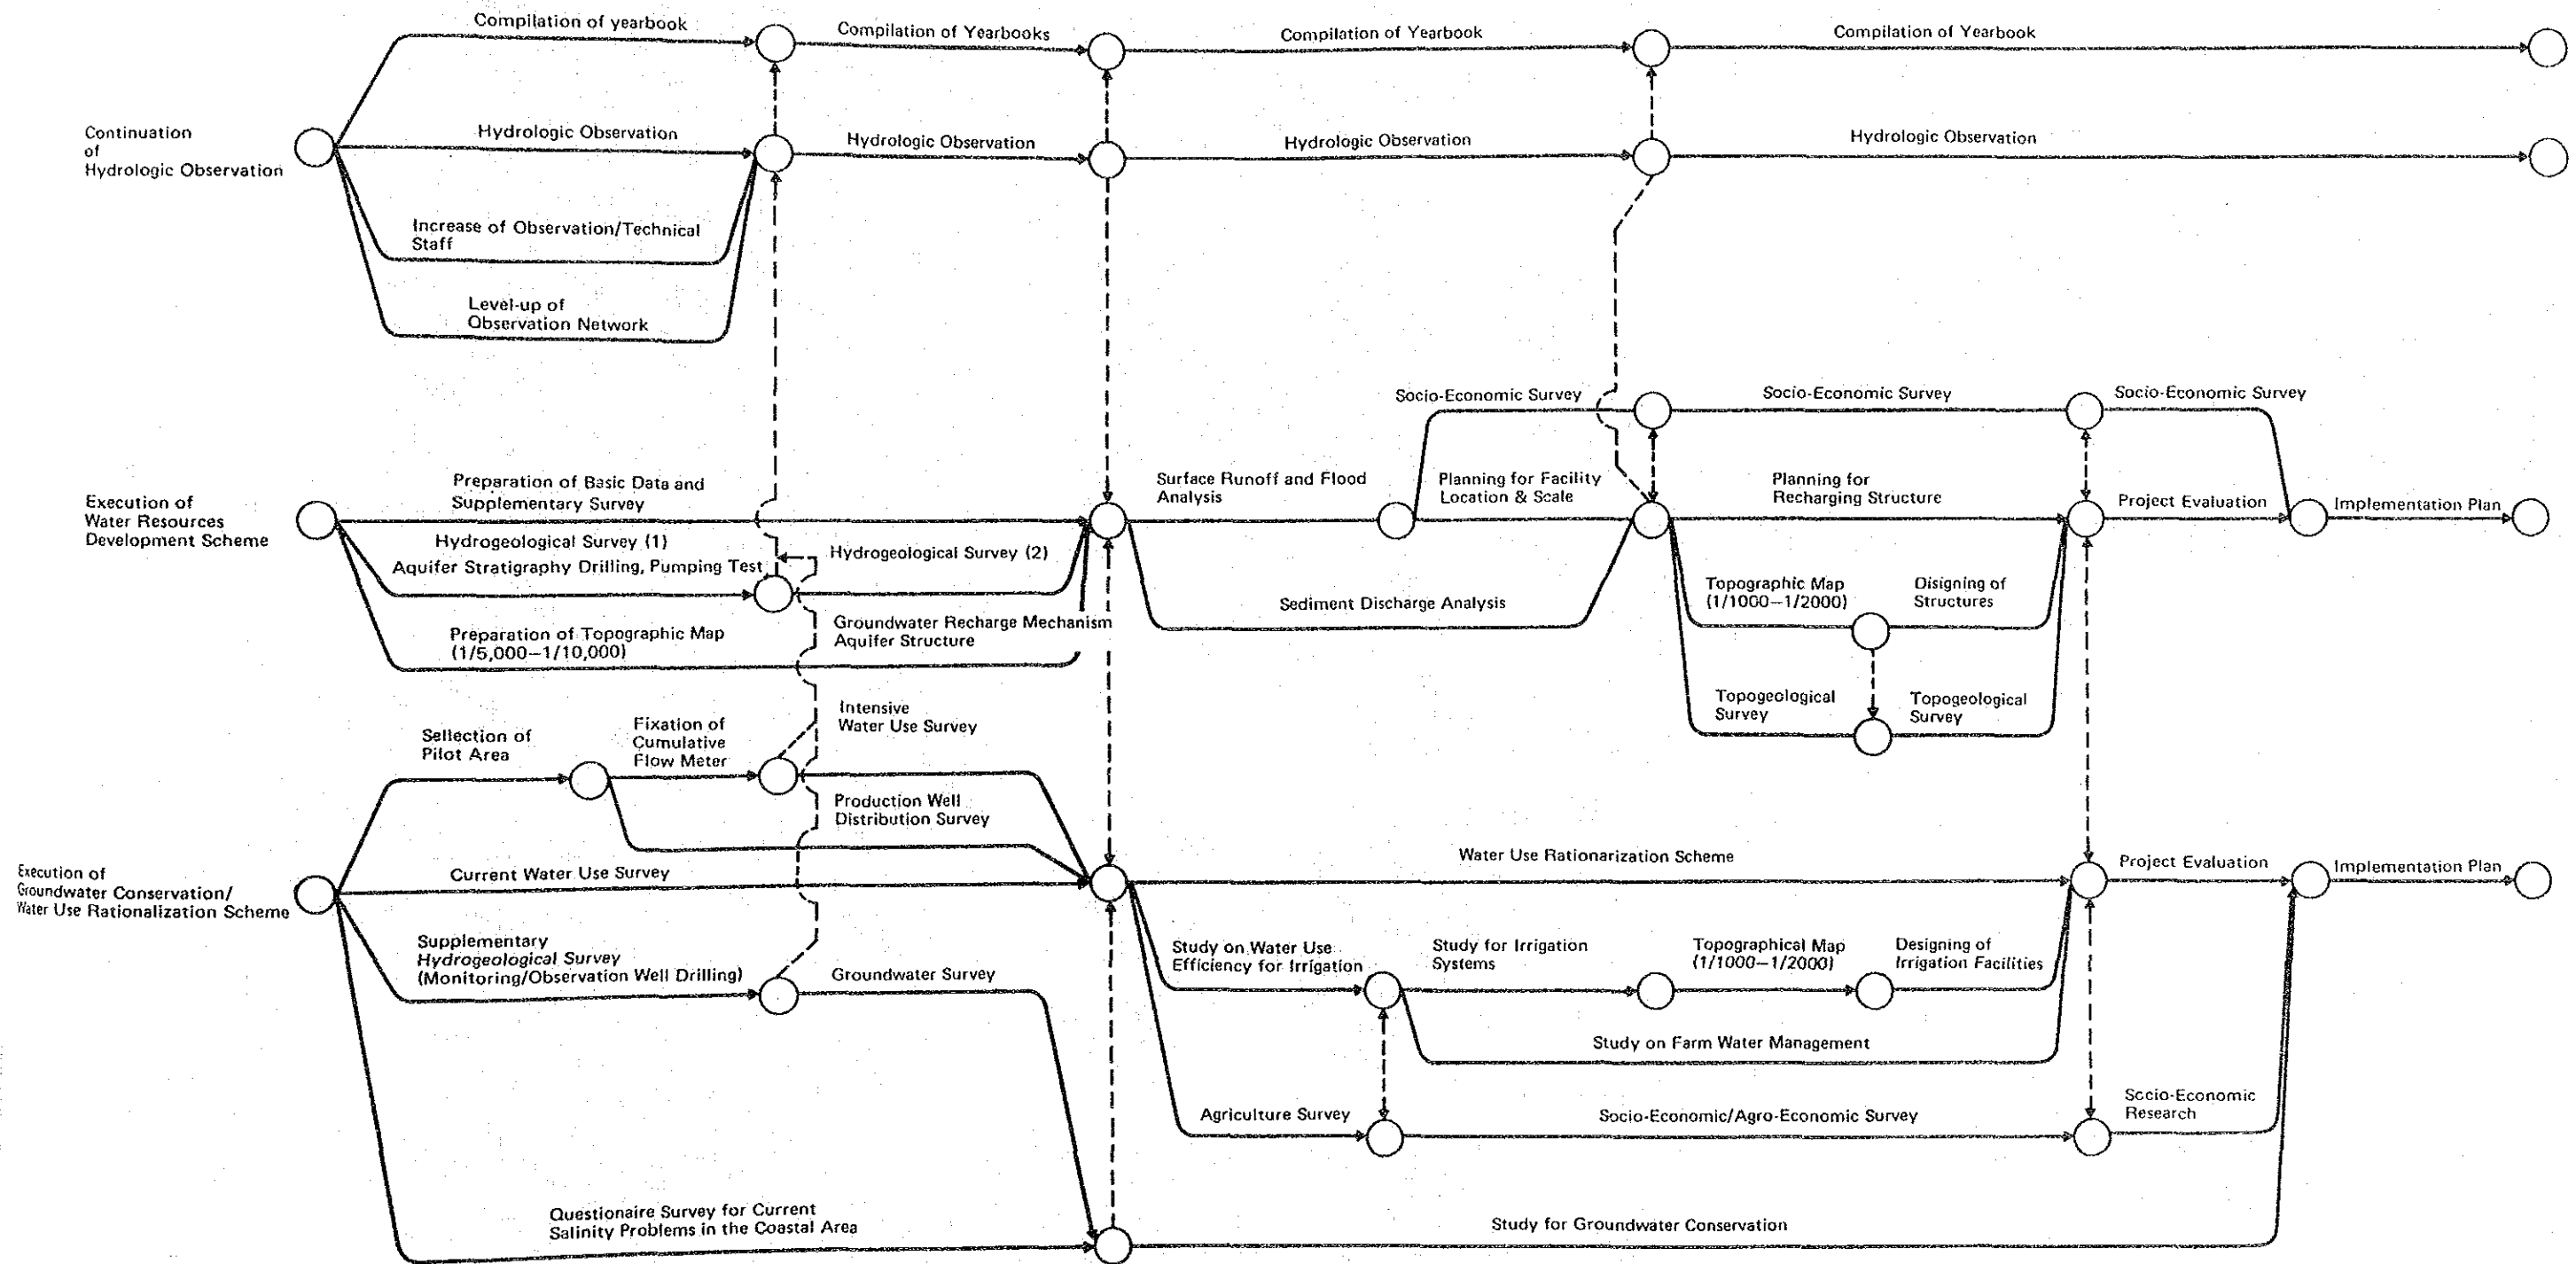 Compilation of yearbook
Compilation of Yearbooks
Compilation of Yearbook
Compilation of Yearbook
Continuation
of
Hydrologic Observation
Hydrologic Observation
Hydrologic Observation
Hydrologic Observation
Hydrologic Observation
Increase of Observation/Technical
Staff
Level-up of
Observation Network
Socio-Economic Survey
Socio-Economic Survey
Socio-Economic Survey
Execution of
Water Resources
Development Scheme
Preparation of Basic Data and
Supplementary Survey
Surface Runoff and Flood
Analysis
Planning for Facility
Location & Scale
Planning for
Recharging Structure
Project Evaluation
Implementation Plan
Hydrogeological Survey (1)
Aquifer Stratigraphy Drilling, Pumping Test
Hydrogeological Survey (2)
Groundwater Recharge Mechanism
Aquifer Structure
Sediment Discharge Analysis
Topographic Map
(1/1000–1/2000)
Disigning of
Structures
Preparation of Topographic Map
(1/5,000–1/10,000)
Topogeological
Survey
Topogeological
Survey
Sellection of
Pilot Area
Fixation of
Cumulative
Flow Meter
Intensive
Water Use Survey
Production Well
Distribution Survey
Execution of
Groundwater Conservation/
Water Use Rationalization Scheme
Current Water Use Survey
Water Use Rationarization Scheme
Project Evaluation
Implementation Plan
Supplementary
Hydrogeological Survey
(Monitoring/Observation Well Drilling)
Groundwater Survey
Study on Water Use
Efficiency for Irrigation
Study for Irrigation
Systems
Topographical Map
(1/1000–1/2000)
Designing of
Irrigation Facilities
Study on Farm Water Management
Agriculture Survey
Socio-Economic/Agro-Economic Survey
Socio-Economic
Research
Questionaire Survey for Current
Salinity Problems in the Coastal Area
Study for Groundwater Conservation